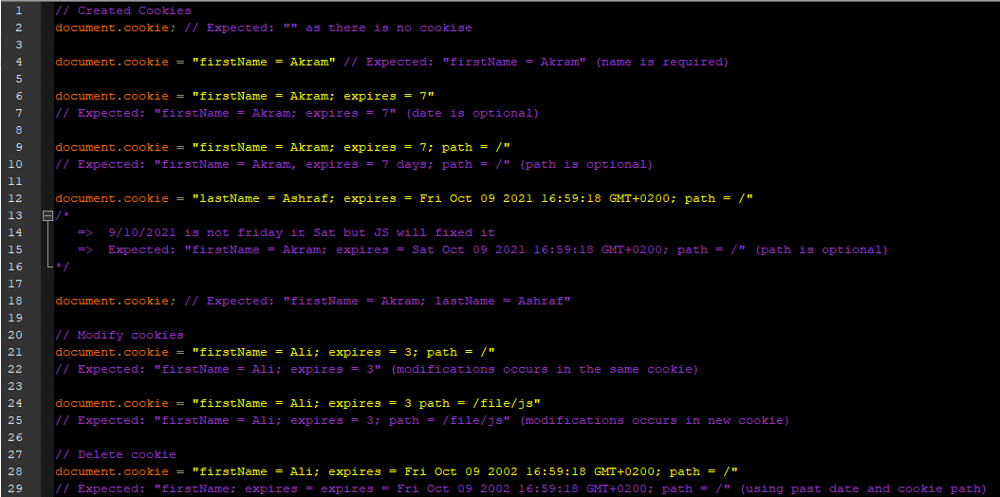 1 // Created Cookies
2 document.cookie; // Expected: "" as there is no cookise
3
4 document.cookie = "firstName = Akram" // Expected: "firstName = Akram" (name is required)
5
6 document.cookie = "firstName = Akram; expires = 7"
7 // Expected: "firstName = Akram; expires = 7" (date is optional)
8
9 document.cookie = "firstName = Akram; expires = 7; path = /"
10 // Expected: "firstName = Akram, expires = 7 days; path = /" (path is optional)
11
12 document.cookie = "lastName = Ashraf; expires = Fri Oct 09 2021 16:59:18 GMT+0200; path = /"
13 /*
14 => 9/10/2021 is not friday it Sat but JS will fixed it
15 => Expected: "firstName = Akram; expires = Sat Oct 09 2021 16:59:18 GMT+0200; path = /" (path is optional)
16 */
17
18 document.cookie; // Expected: "firstName = Akram; lastName = Ashraf"
19
20 // Modify cookies
21 document.cookie = "firstName = Ali; expires = 3; path = /"
22 // Expected: "firstName = Ali; expires = 3" (modifications occurs in the same cookie)
23
24 document.cookie = "firstName = Ali; expires = 3 path = /file/js"
25 // Expected: "firstName = Ali; expires = 3; path = /file/js" (modifications occurs in new cookie)
26
27 // Delete cookie
28 document.cookie = "firstName = Ali; expires = Fri Oct 09 2002 16:59:18 GMT+0200; path = /"
29 // Expected: "firstName; expires = expires = Fri Oct 09 2002 16:59:18 GMT+0200; path = /" (using past date and cookie path)